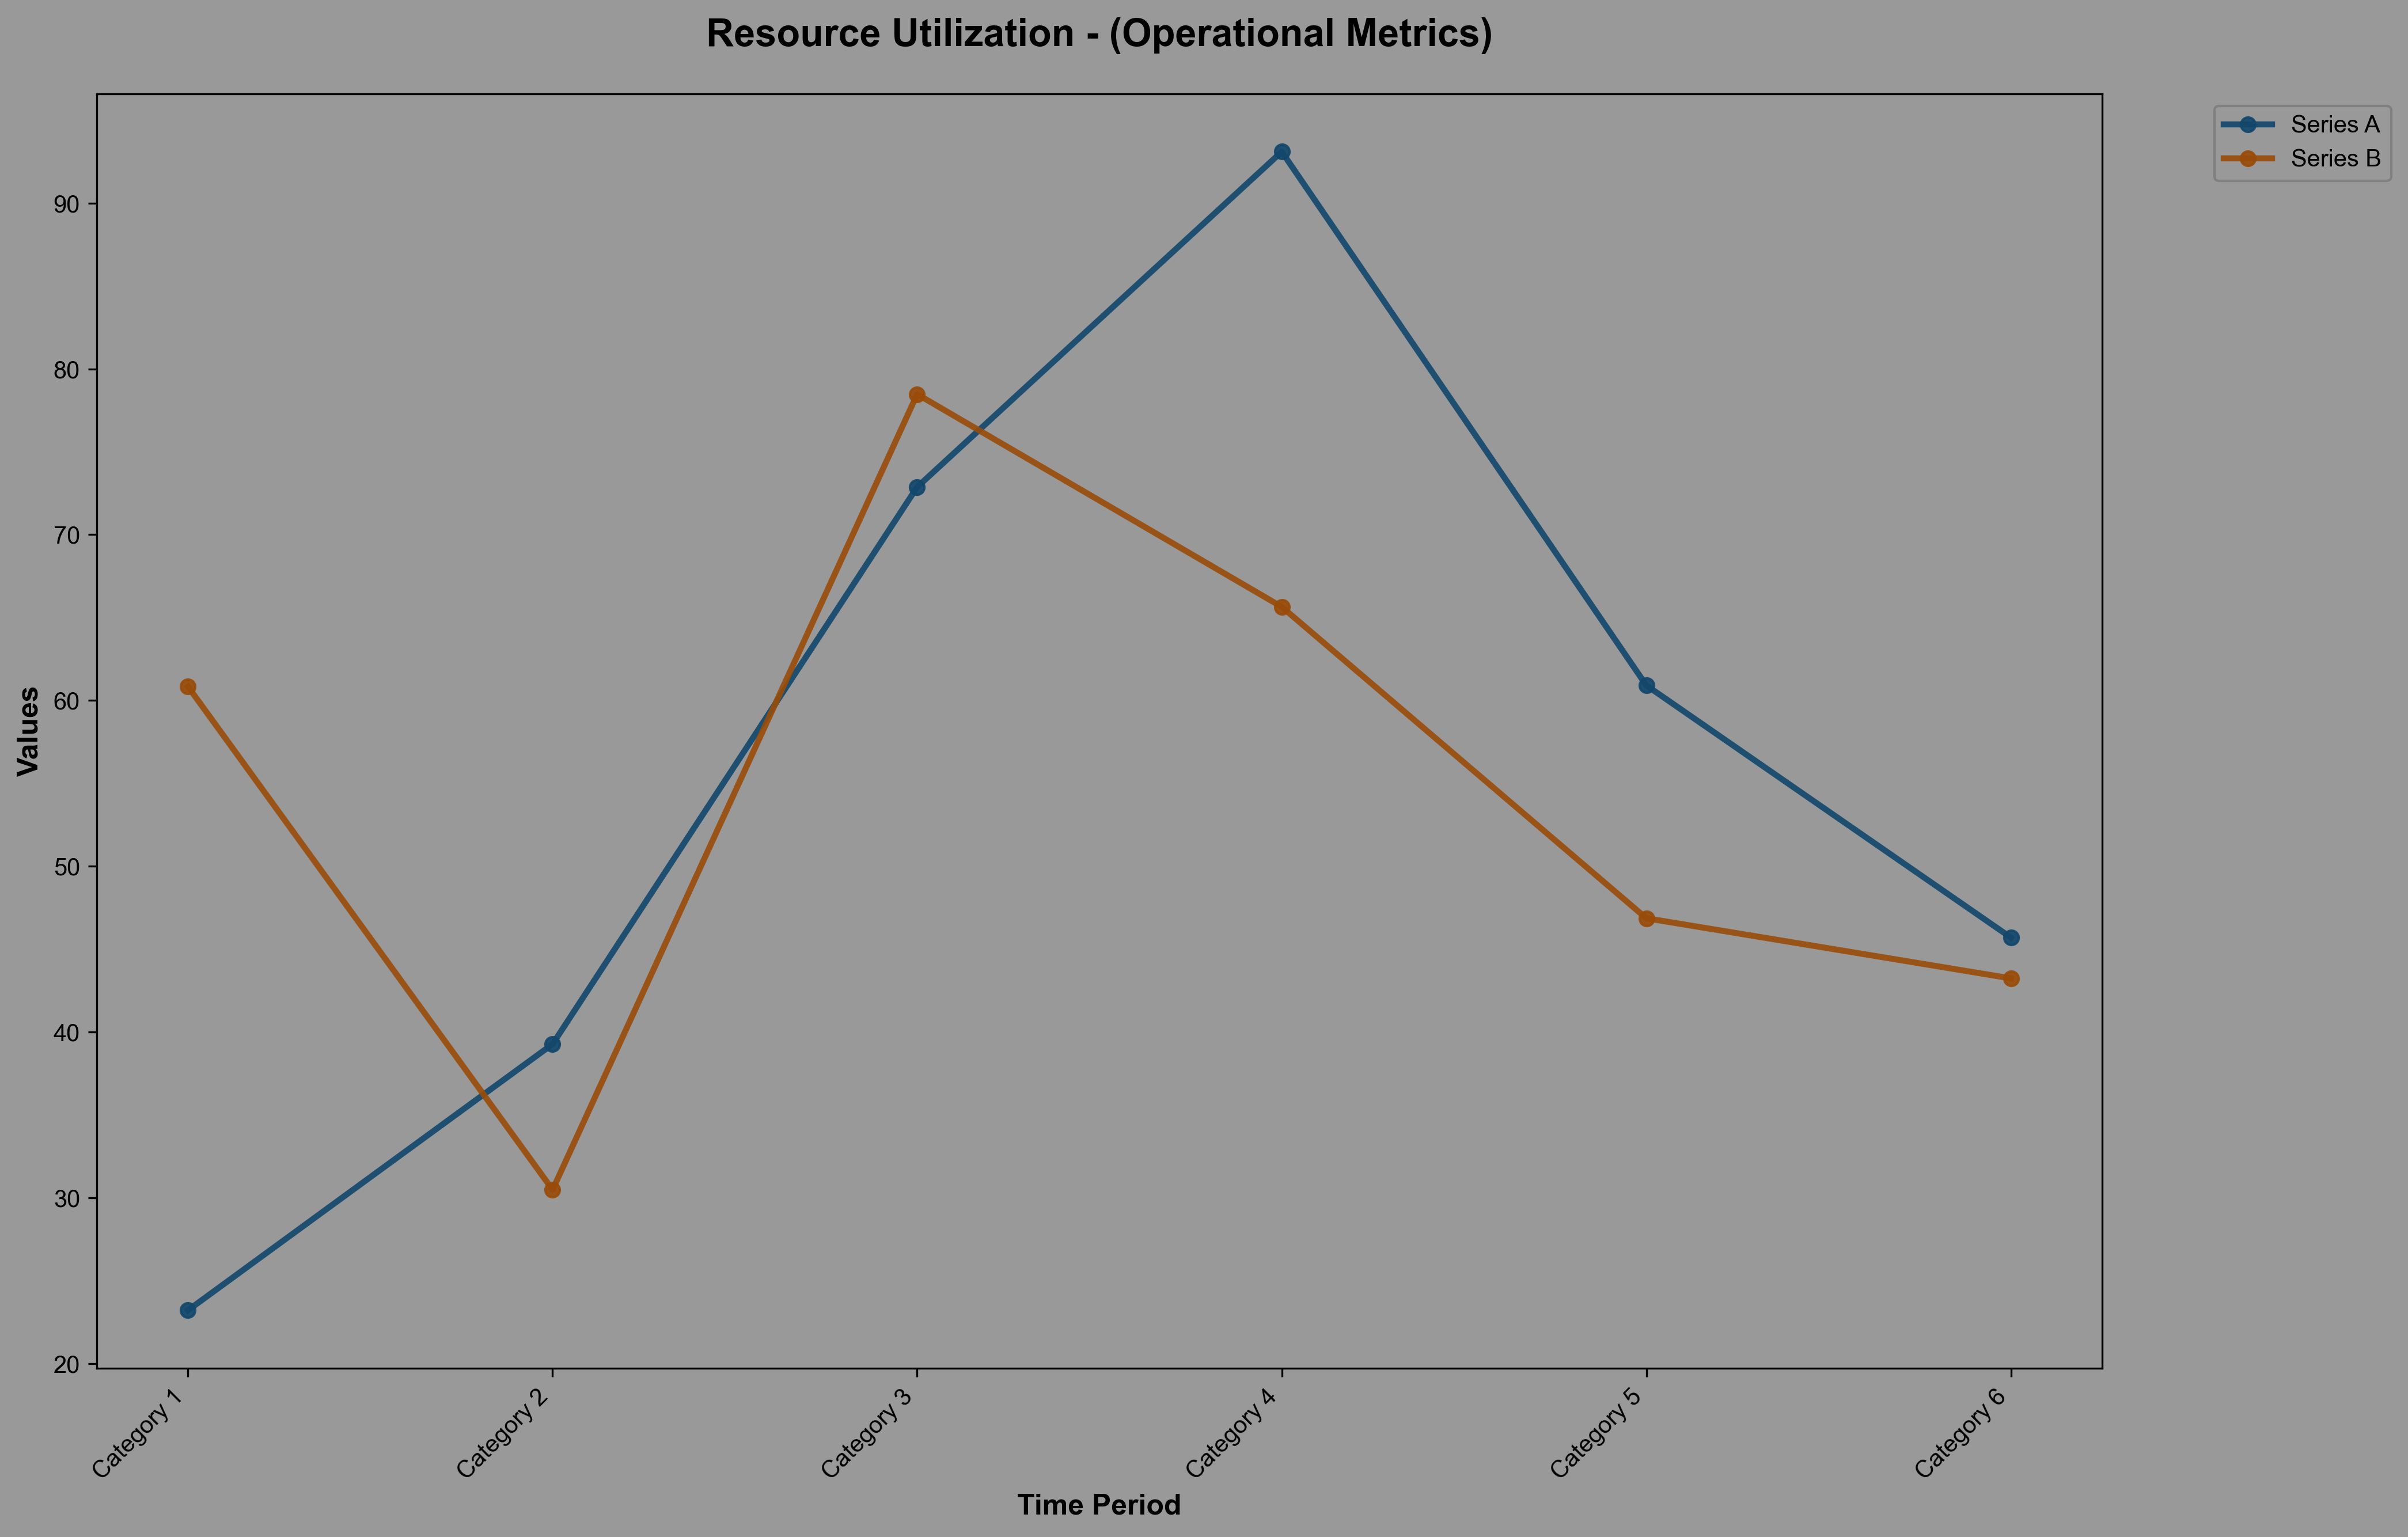 Resource Utilization - (Operational Metrics)
Series A
Series B
Values
90
80
70
60
50
40
30
20
Category 1
Category 2
Category 3
Category 4
Category 5
Category 6
Time Period